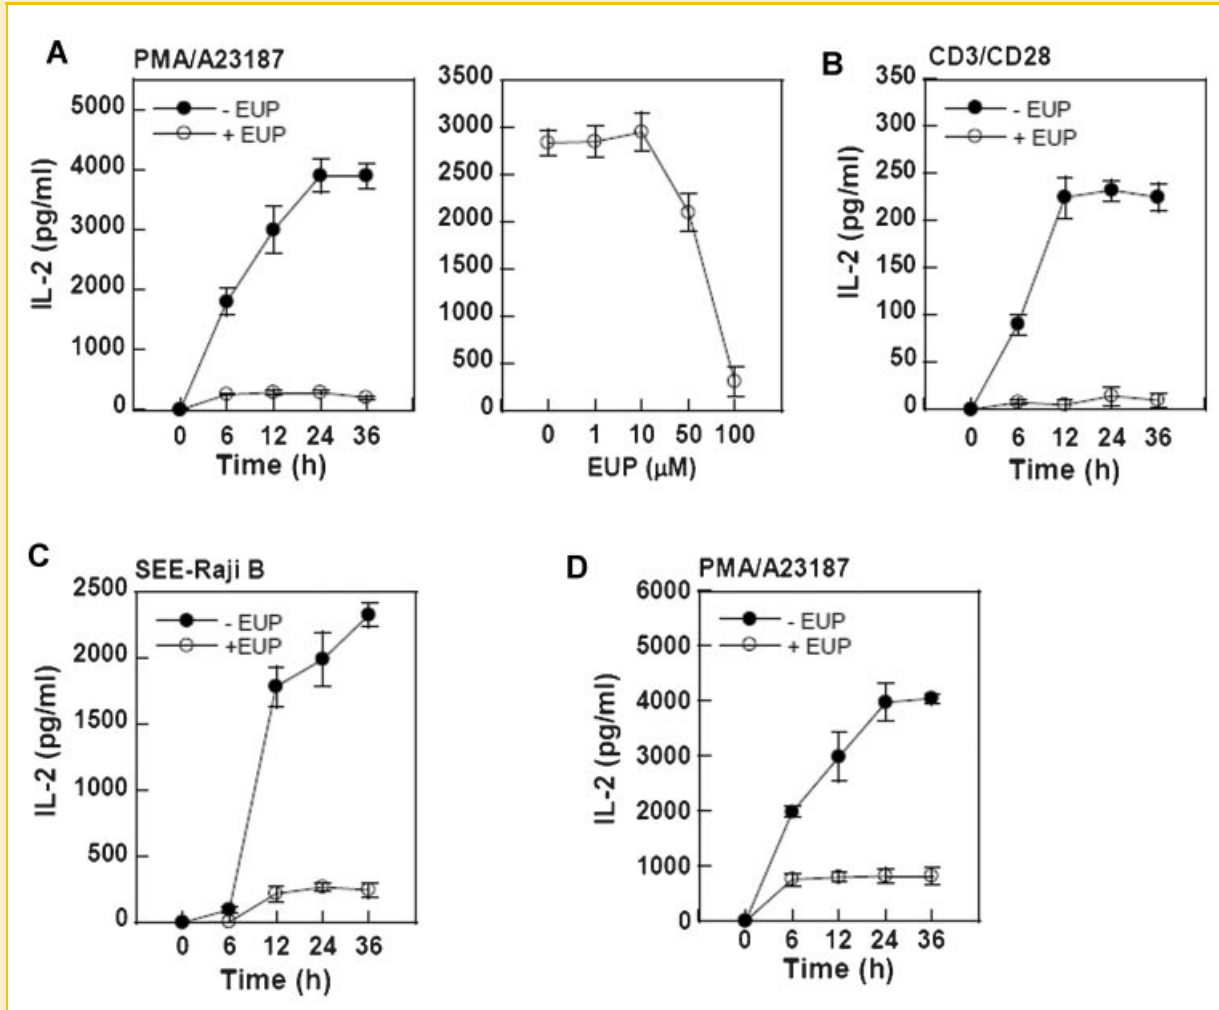 A
PMA/A23187
- EUP
+ EUP
5000
4000
3000
2000
1000
0
IL-2 (pg/ml)
0 6 12 24 36
Time (h)
3500
3000
2500
2000
1500
1000
500
0
0 1 10 50 100
EUP (μM)
B
CD3/CD28
- EUP
+ EUP
350
300
250
200
150
100
50
0
IL-2 (pg/ml)
0 6 12 24 36
Time (h)
C
SEE-Raji B
- EUP
+EUP
2500
2000
1500
1000
500
0
IL-2 (pg/ml)
0 6 12 24 36
Time (h)
D
PMA/A23187
- EUP
+ EUP
6000
5000
4000
3000
2000
1000
0
IL-2 (pg/ml)
0 6 12 24 36
Time (h)